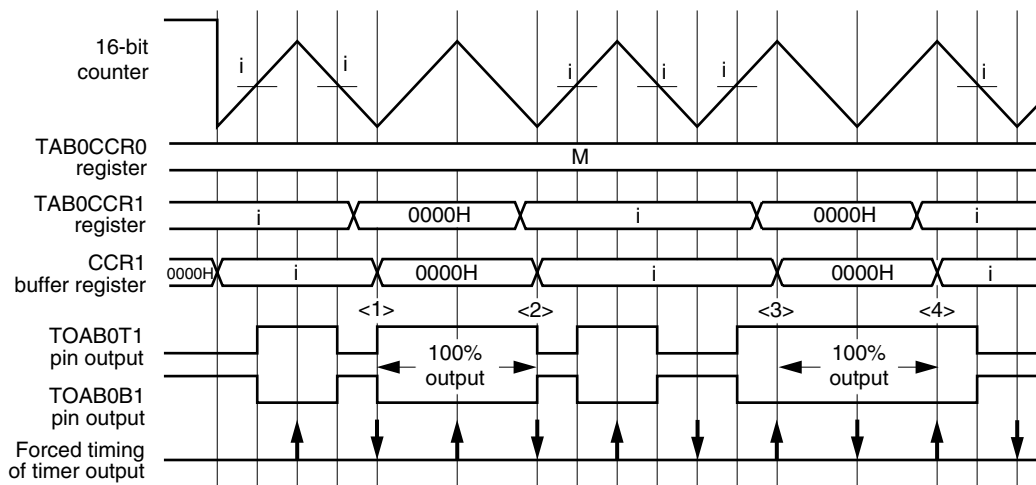 16-bit
counter
i i i i i i
TAB0CCR0
register
M
TAB0CCR1
register
i 0000H i 0000H i
CCR1
buffer register
0000H i 0000H i 0000H i
<1> <2> <3> <4>
TOAB0T1
pin output
100%
output
100%
output
TOAB0B1
pin output
Forced timing
of timer output